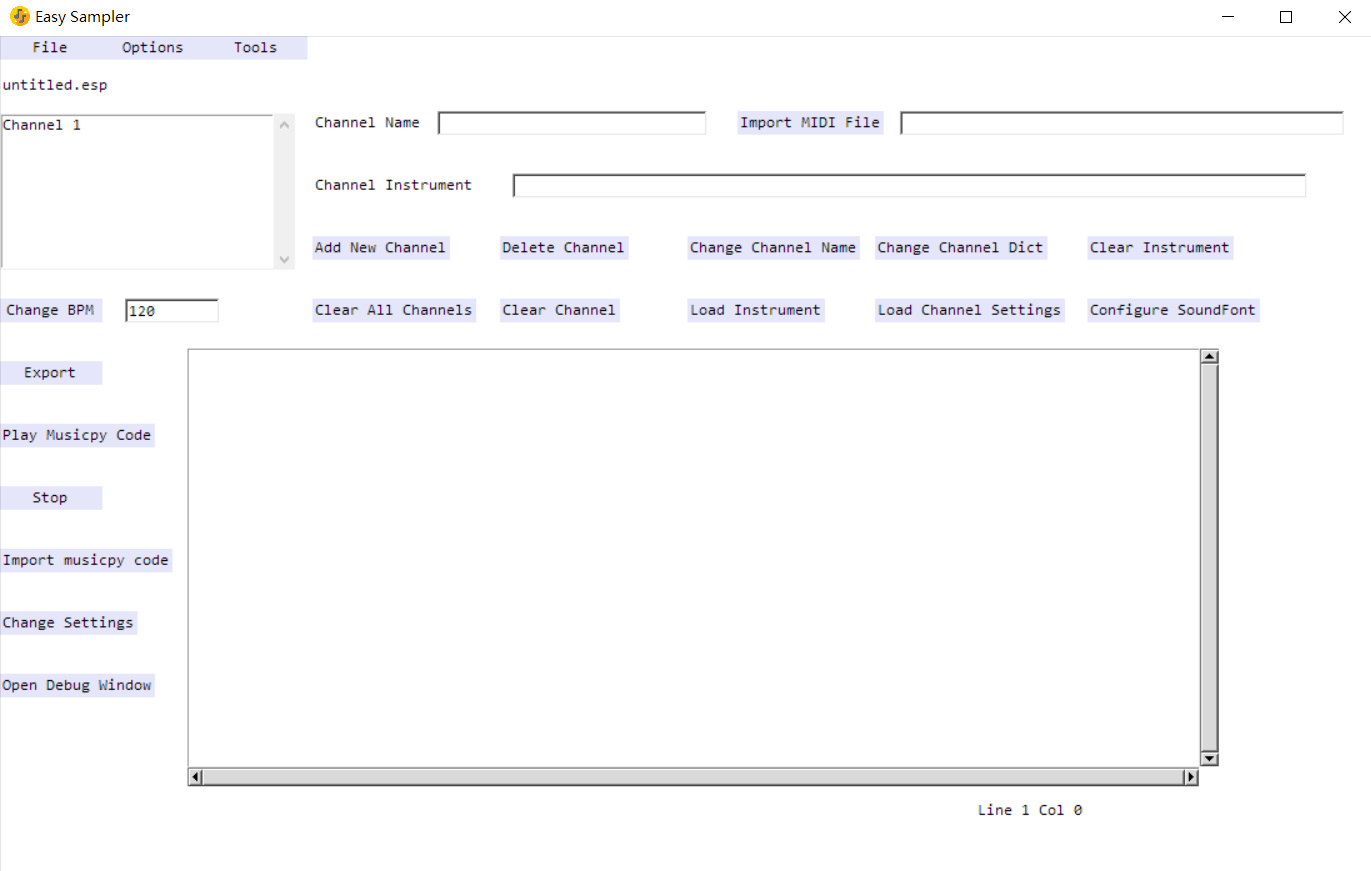 Easy Sampler
File Options Tools
untitled.esp
Channel 1
Channel Name Import MIDI File
Channel Instrument
Add New Channel Delete Channel Change Channel Name Change Channel Dict Clear Instrument
Change BPM 120 Clear All Channels Clear Channel Load Instrument Load Channel Settings Configure SoundFont
Export
Play Musicpy Code
Stop
Import musicpy code
Change Settings
Open Debug Window
Line 1 Col 0